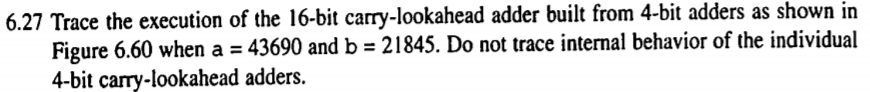 6.27 Trace the execution of the 16-bit carry-lookahead adder built from 4-bit adders as shown in
Figure 6.60 when a = 43690 and b = 21845. Do not trace internal behavior of the individual
4-bit carry-lookahead adders.